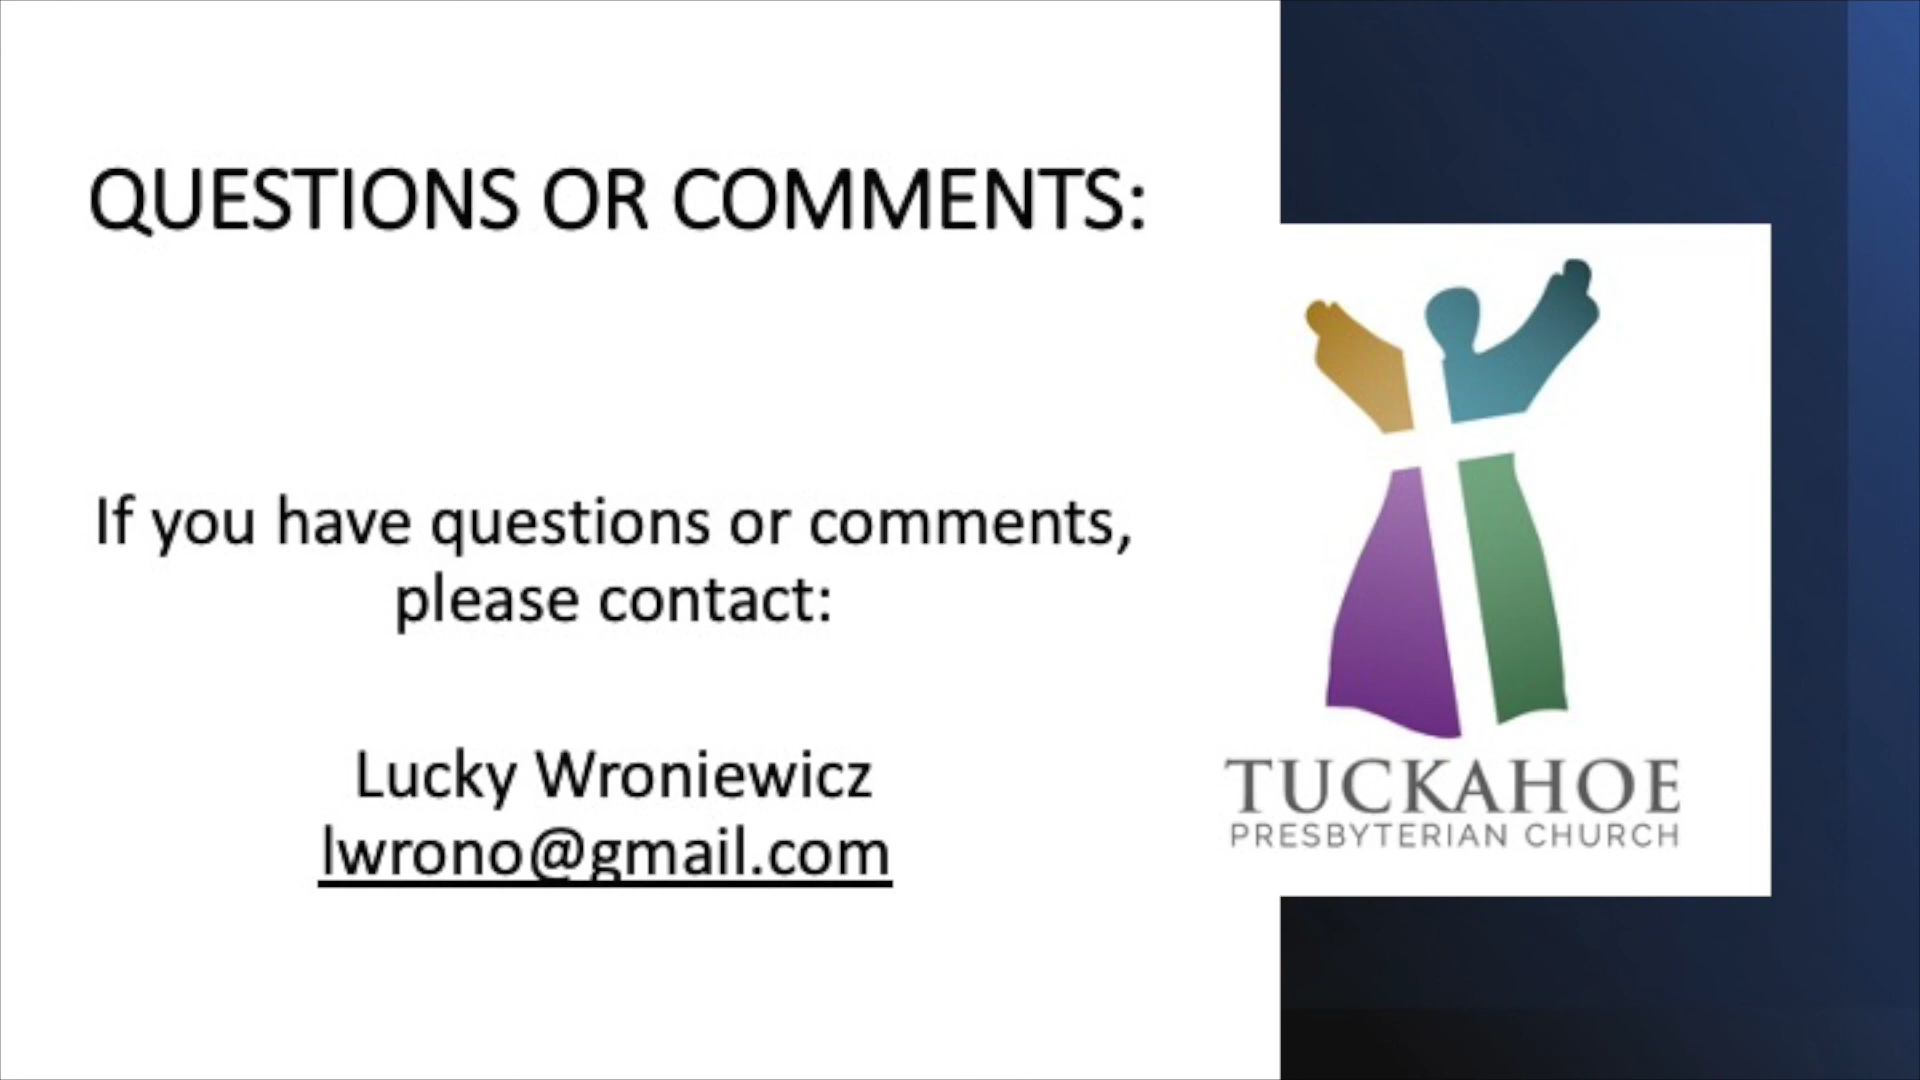 QUESTIONS OR COMMENTS:
If you have questions or comments,
please contact:
Lucky Wroniewicz
lwrono@gmail.com
TUCKAHOE
PRESBYTERIAN CHURCH